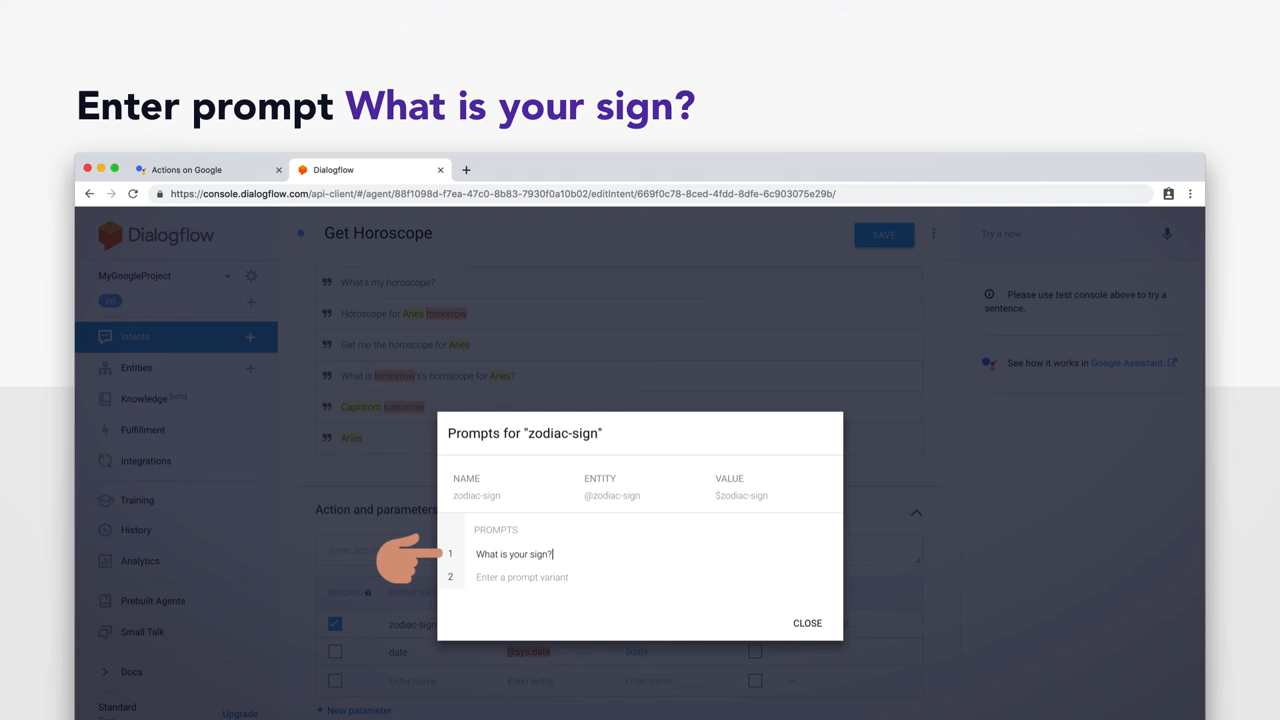 Enter prompt What is your sign?
Actions on Google
Dialogflow
https://console.dialogflow.com/api-client/#/agent/88f1098d-f7ea-47c0-8b83-7930f0a10b02/editIntent/669f0c78-8ced-4fdd-8dfe-6c903075e29b/
Dialogflow
Get Horoscope
SAVE
Try it now
MyGoogleProject
en
Intents
Entities
Knowledge [beta]
Fulfillment
Integrations
Training
History
Analytics
Prebuilt Agents
Small Talk
Docs
Standard
Upgrade
What's my horoscope?
Horoscope for Aries tomorrow
Get me the horoscope for Aries
What is tomorrow's's horoscope for Aries?
Capricorn tomorrow
Aries
Action and parameters
REQUIRED
zodiac-sign
date @sys.date $date
Enter name Enter entity Enter value
+ New parameter
Prompts for "zodiac-sign"
NAME ENTITY VALUE
zodiac-sign @zodiac-sign $zodiac-sign
PROMPTS
1 What is your sign?
2 Enter a prompt variant
CLOSE
Please use test console above to try a
sentence.
See how it works in Google Assistant.